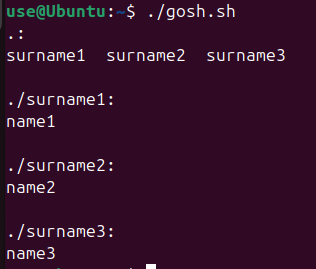 use@Ubuntu:~$ ./gosh.sh
.:
surname1  surname2  surname3

./surname1:
name1

./surname2:
name2

./surname3:
name3